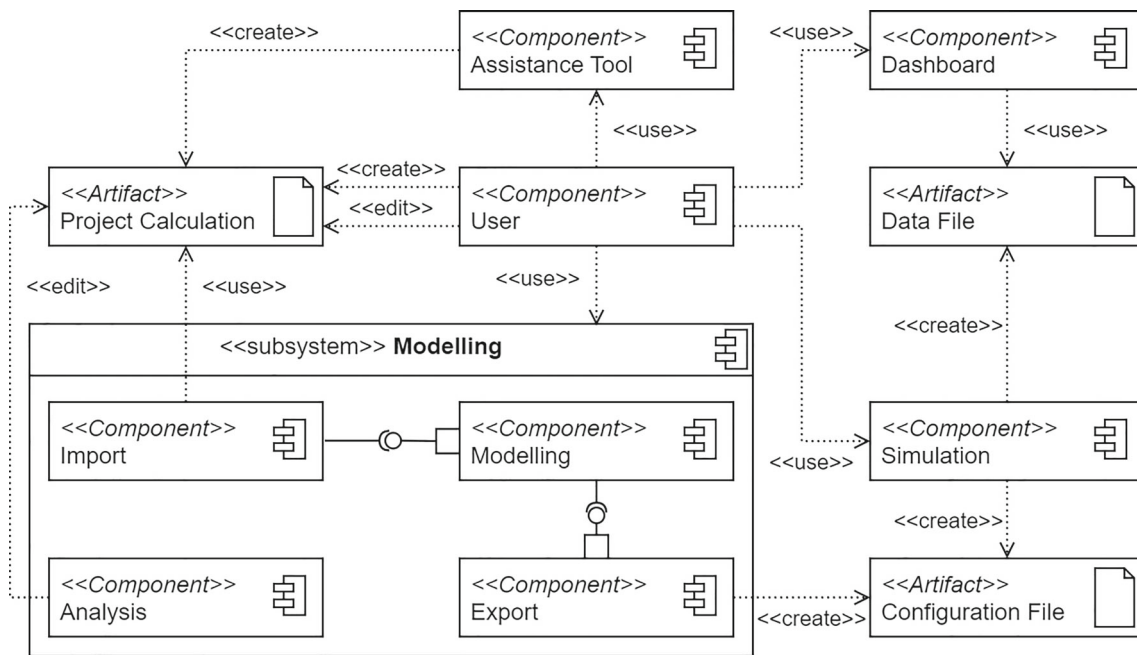 <<create>>
<<Component>>
Assistance Tool
<<use>>
<<Component>>
Dashboard
<<use>>
<<use>>
<<Artifact>>
Project Calculation
<<create>>
<<edit>>
<<Component>>
User
<<Artifact>>
Data File
<<edit>>
<<use>>
<<use>>
<<create>>
<<subsystem>> Modelling
<<Component>>
Import
<<Component>>
Modelling
<<use>>
<<Component>>
Simulation
<<create>>
<<Component>>
Analysis
<<Component>>
Export
<<create>>
<<Artifact>>
Configuration File